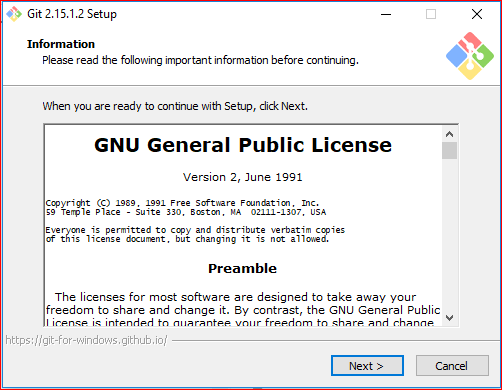 Git 2.15.1.2 Setup
Information
Please read the following important information before continuing.
When you are ready to continue with Setup, click Next.
GNU General Public License
Version 2, June 1991
Copyright (C) 1989, 1991 Free Software Foundation, Inc.
59 Temple Place - Suite 330, Boston, MA  02111-1307, USA
Everyone is permitted to copy and distribute verbatim copies
of this license document, but changing it is not allowed.
Preamble
The licenses for most software are designed to take away your
freedom to share and change it. By contrast, the GNU General Public
License is intended to guarantee your freedom to share and change
https://git-for-windows.github.io/
Next >
Cancel